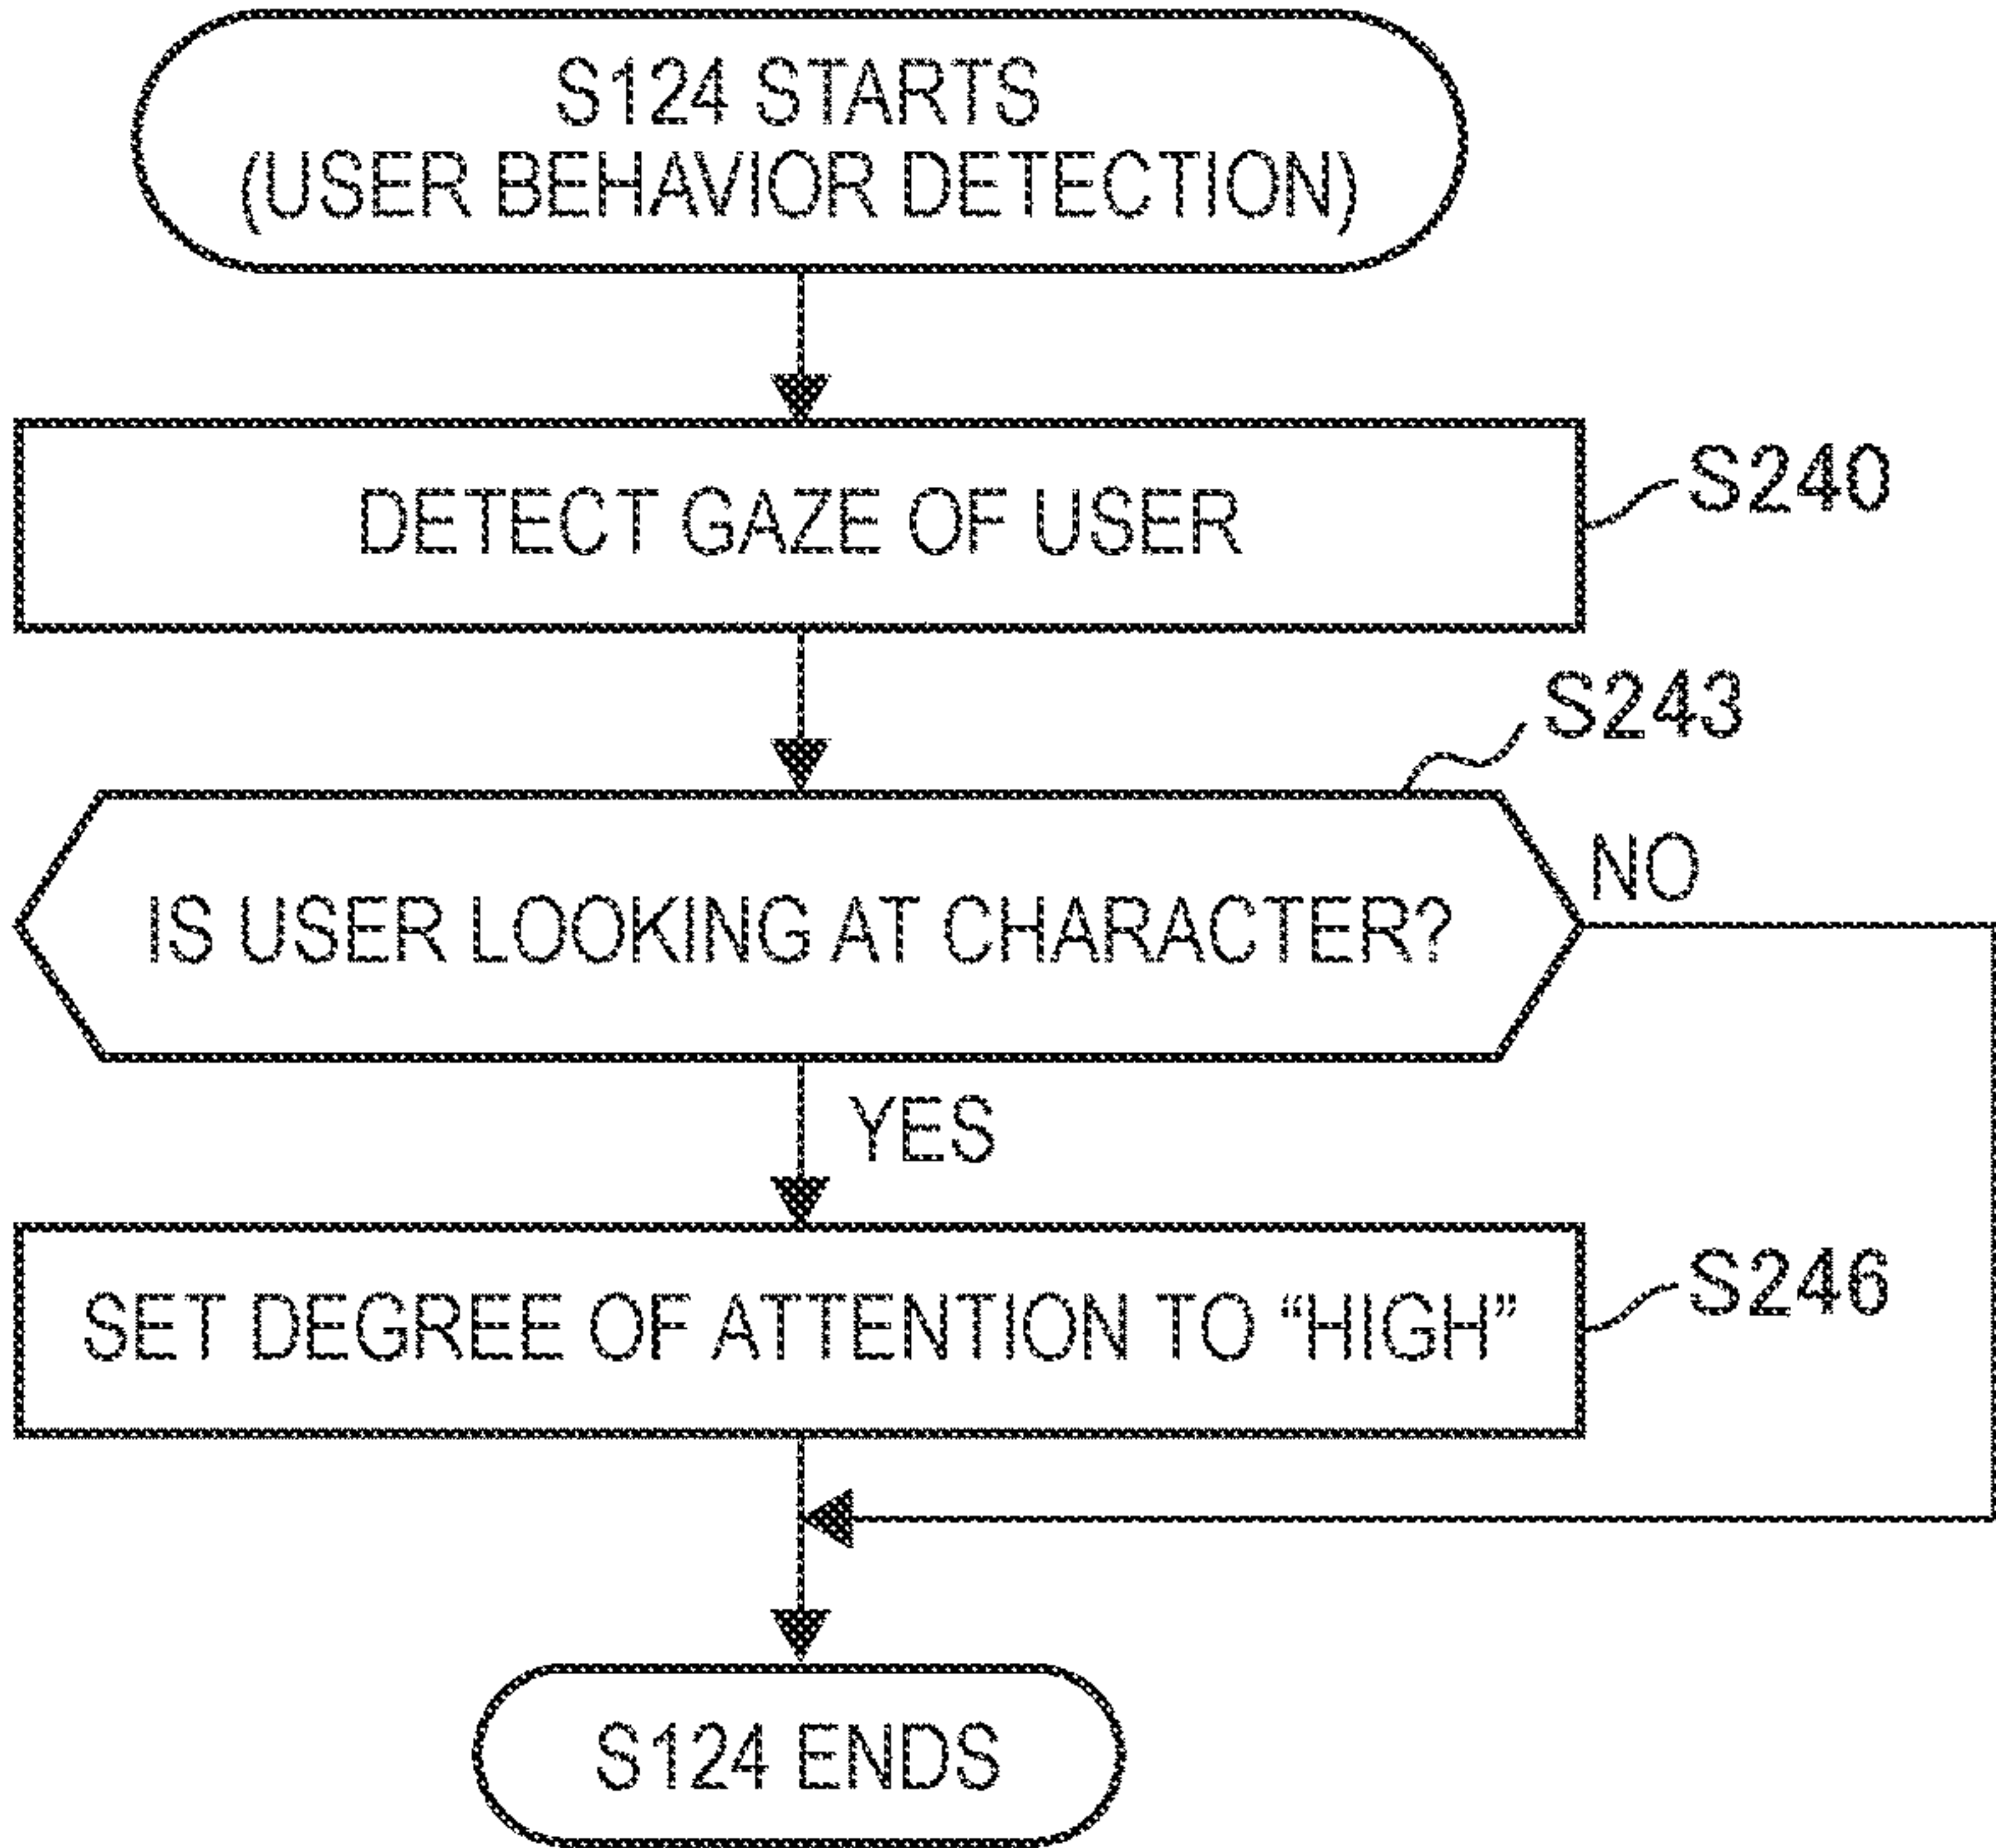 S124 STARTS
(USER BEHAVIOR DETECTION)
DETECT GAZE OF USER
S240
S243
IS USER LOOKING AT CHARACTER?
NO
YES
SET DEGREE OF ATTENTION TO “HIGH”
S246
S124 ENDS